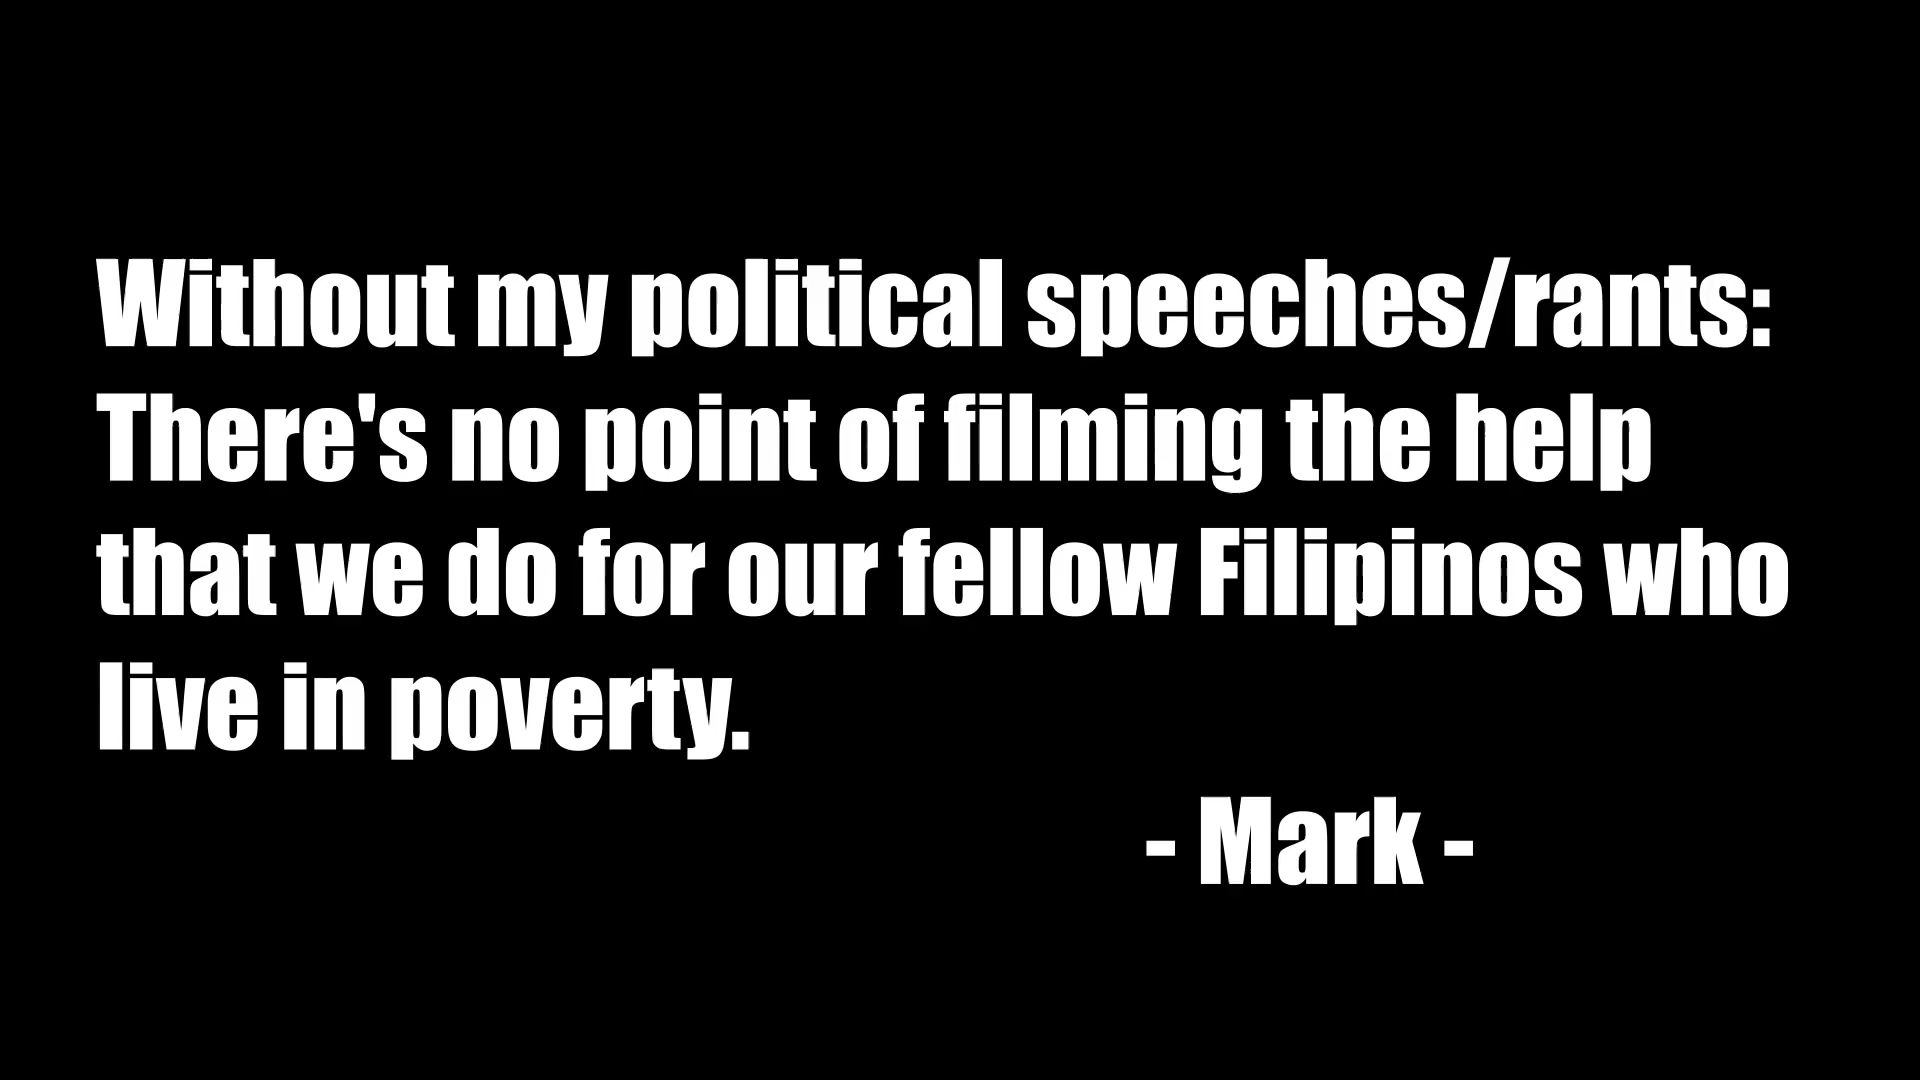 Without my political speeches/rants:
There's no point of filming the help
that we do for our fellow Filipinos who
live in poverty.
- Mark -